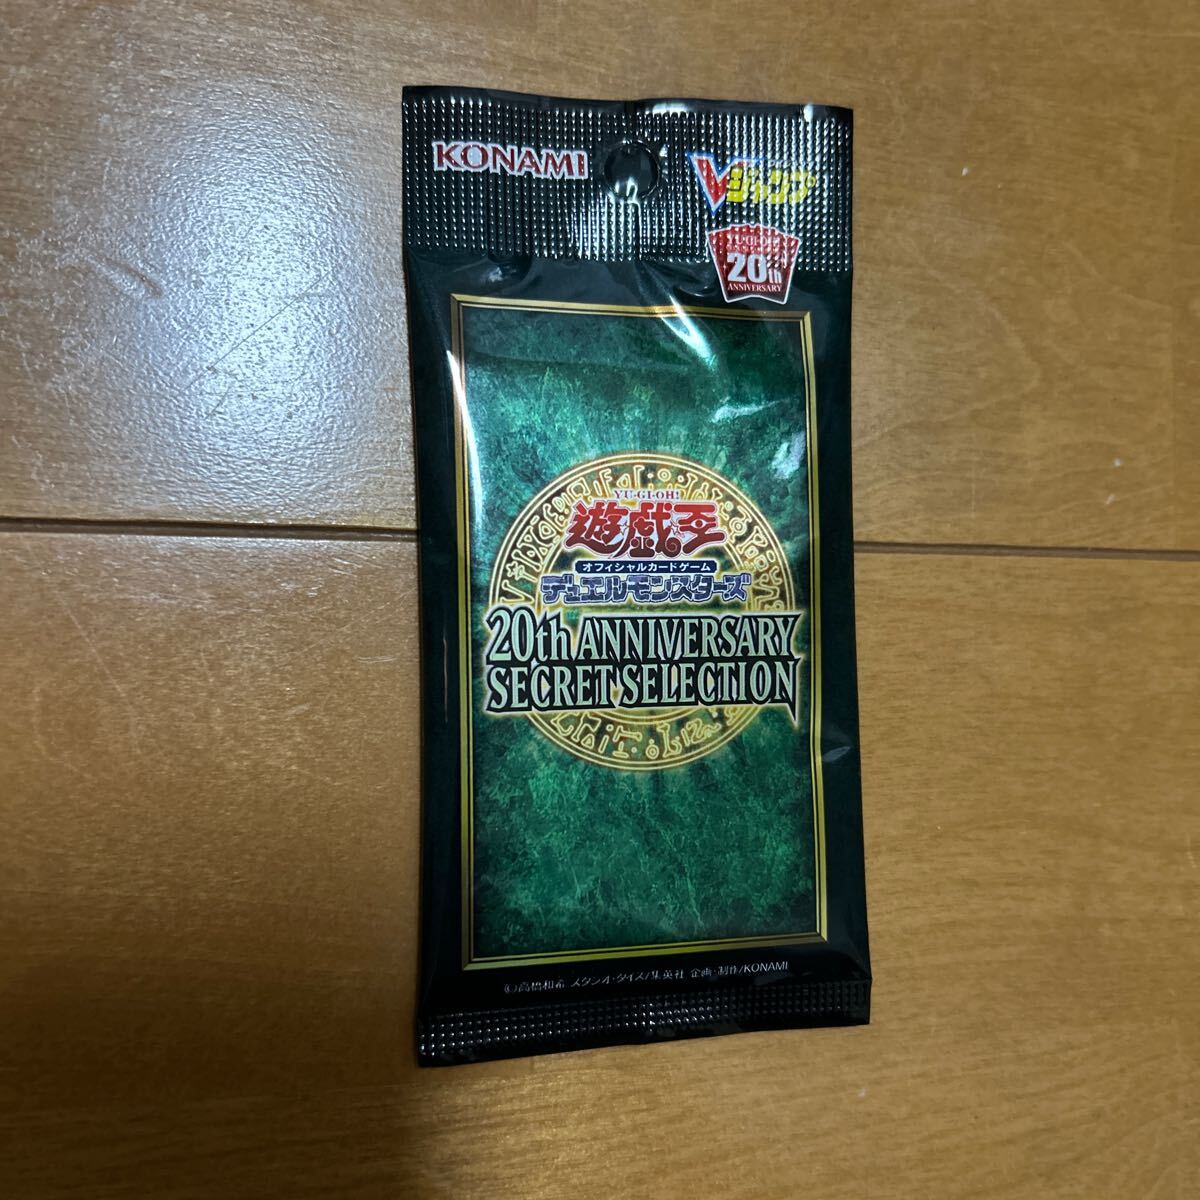 KONAMI
Vジャンプ
YU-GI-OH!
20th
ANNIVERSARY
YU-GI-OH!
遊戯王
オフィシャルカードゲーム
デュエルモンスターズ
20th ANNIVERSARY
SECRET SELECTION
©高橋和希 スタジオ・ダイス/集英社 企画・制作/KONAMI